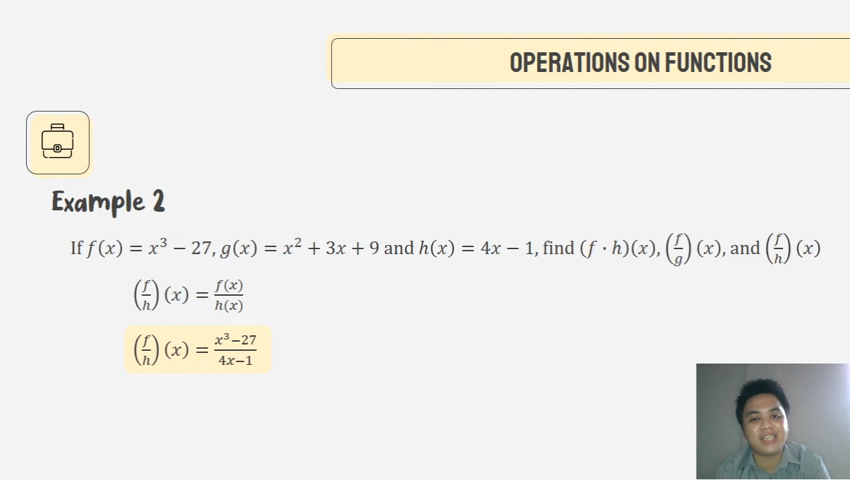 OPERATIONS ON FUNCTIONS
Example 2
If f(x) = x³ − 27, g(x) = x² + 3x + 9 and h(x) = 4x − 1, find (f · h)(x), (f/g)(x), and (f/h)(x)
(f/h)(x) = f(x)/h(x)
(f/h)(x) = x³−27/4x−1